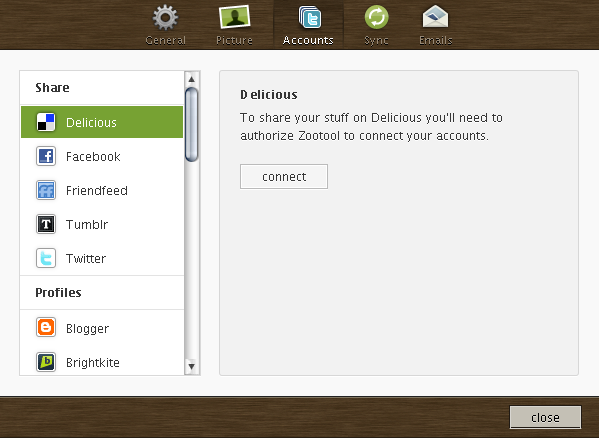 General Picture Accounts Sync Emails
Share
Delicious
Facebook
Friendfeed
Tumblr
Twitter
Profiles
Blogger
Brightkite
Delicious
To share your stuff on Delicious you'll need to
authorize Zootool to connect your accounts.
connect
close